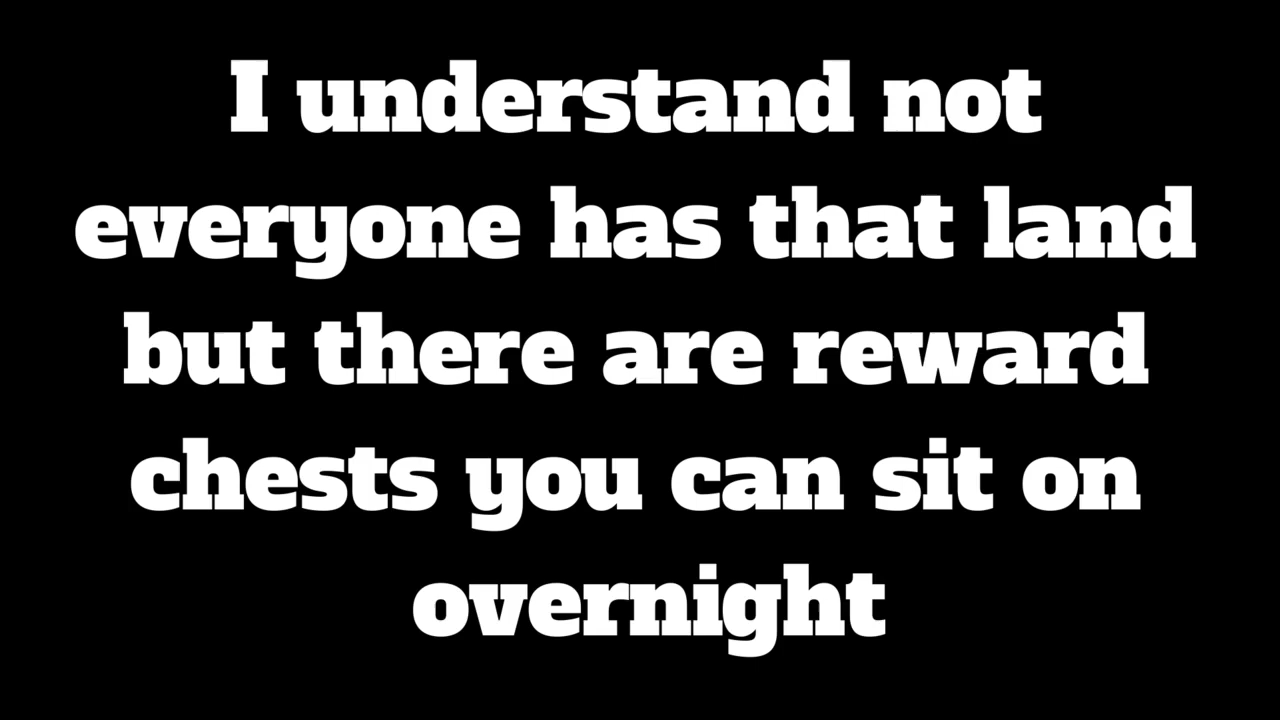 I understand not
everyone has that land
but there are reward
chests you can sit on
overnight